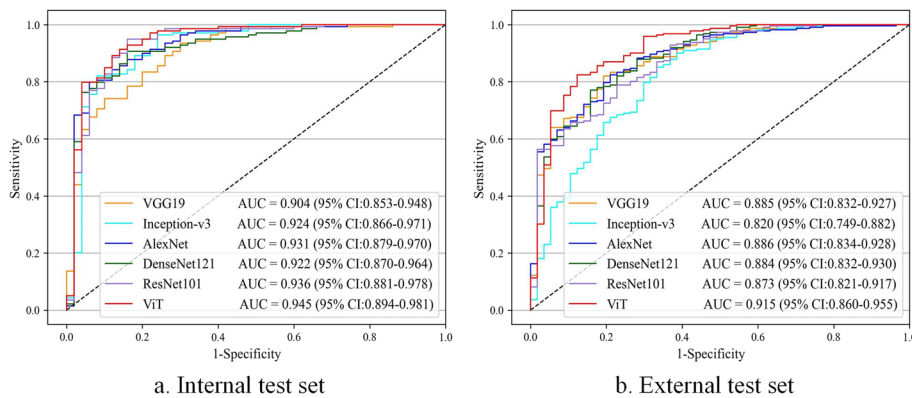 1.0
0.8
0.6
0.4
0.2
0.0
Sensitivity
VGG19 AUC = 0.904 (95% CI:0.853-0.948)
Inception-v3 AUC = 0.924 (95% CI:0.866-0.971)
AlexNet AUC = 0.931 (95% CI:0.879-0.970)
DenseNet121 AUC = 0.922 (95% CI:0.870-0.964)
ResNet101 AUC = 0.936 (95% CI:0.881-0.978)
ViT AUC = 0.945 (95% CI:0.894-0.981)
0.0 0.2 0.4 0.6 0.8 1.0
1-Specificity
a. Internal test set
1.0
0.8
0.6
0.4
0.2
0.0
Sensitivity
VGG19 AUC = 0.885 (95% CI:0.832-0.927)
Inception-v3 AUC = 0.820 (95% CI:0.749-0.882)
AlexNet AUC = 0.886 (95% CI:0.834-0.928)
DenseNet121 AUC = 0.884 (95% CI:0.832-0.930)
ResNet101 AUC = 0.873 (95% CI:0.821-0.917)
ViT AUC = 0.915 (95% CI:0.860-0.955)
0.0 0.2 0.4 0.6 0.8 1.0
1-Specificity
b. External test set